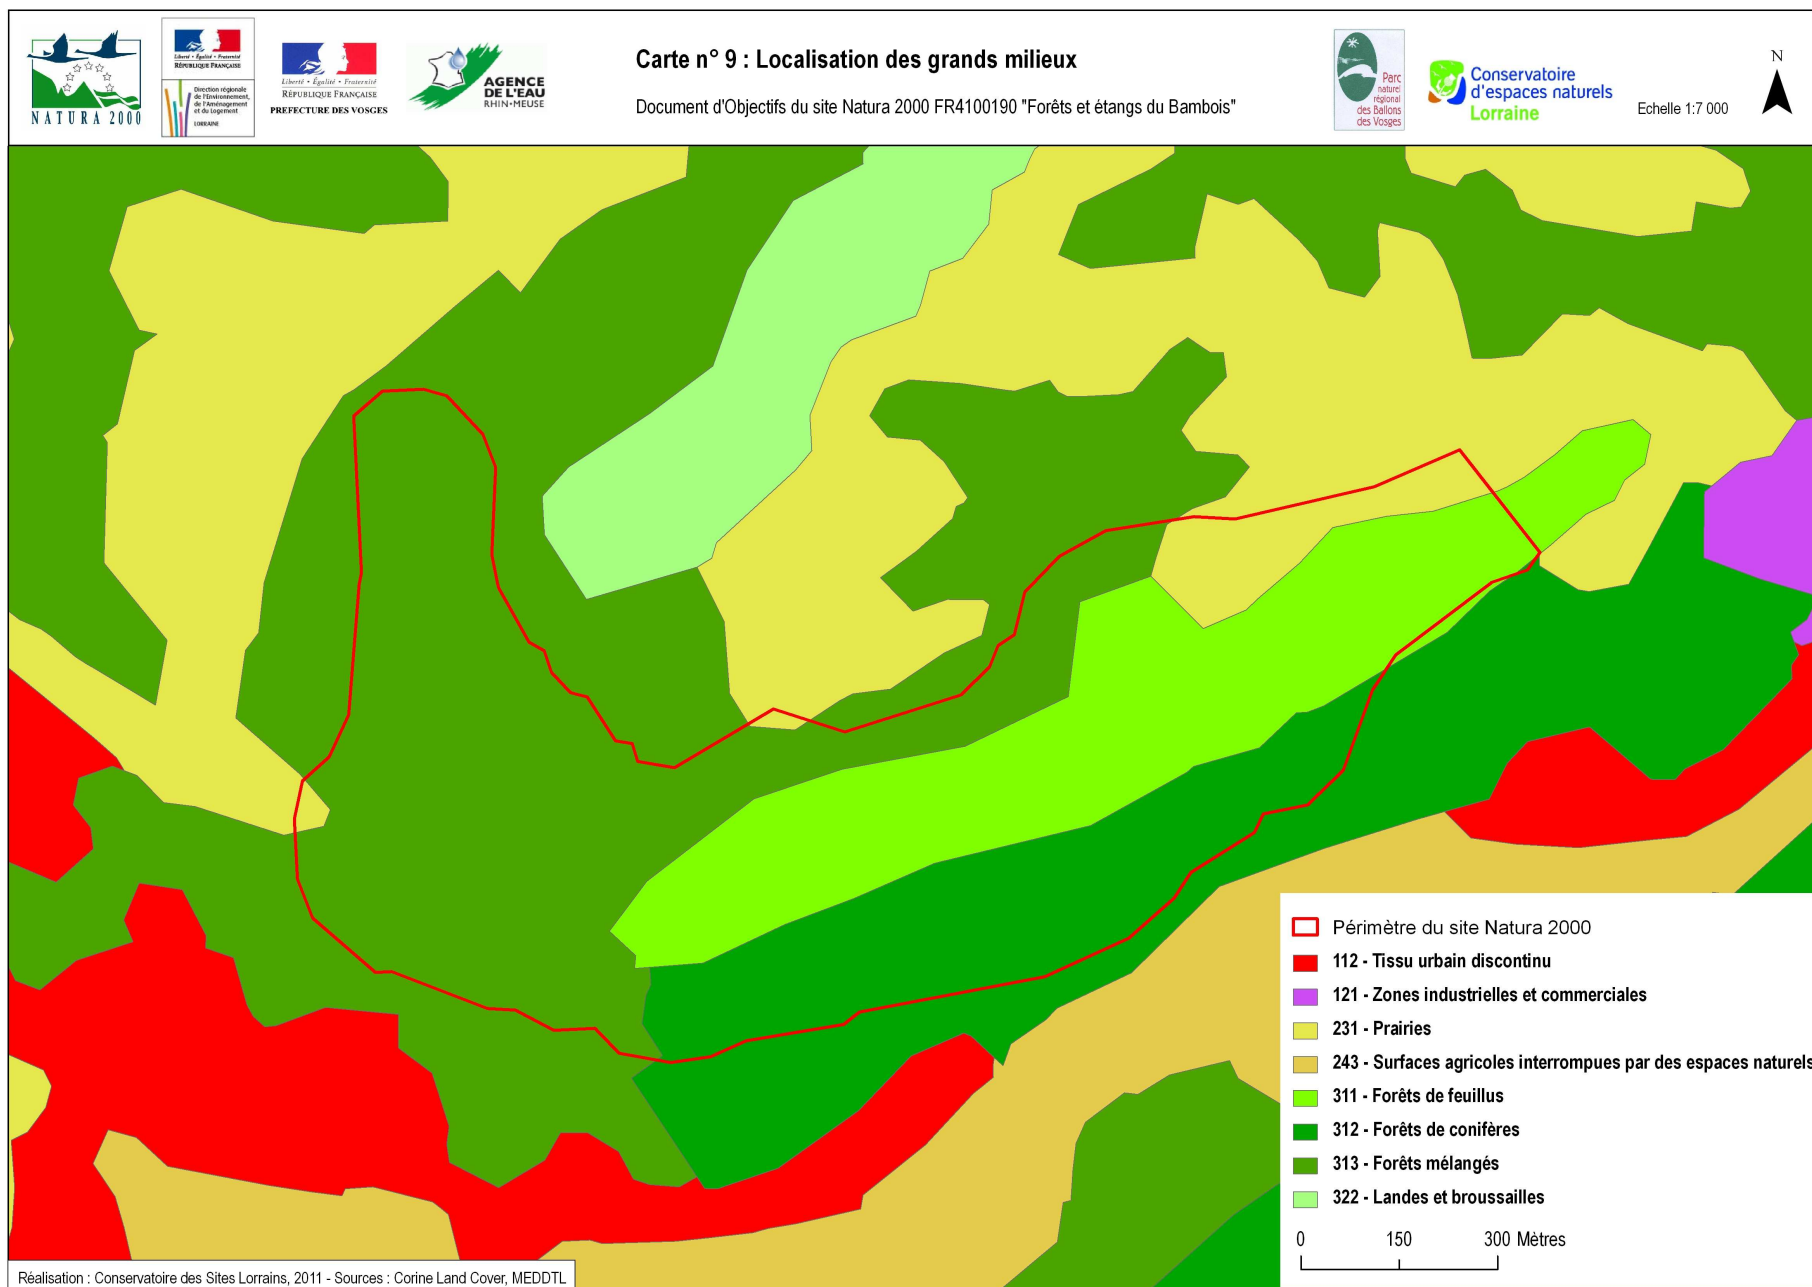 NATURA 2000
Liberté • Égalité • Fraternité
RÉPUBLIQUE FRANÇAISE
Direction régionale
de l'Environnement,
de l'Aménagement
et du Logement
LORRAINE
Liberté • Égalité • Fraternité
RÉPUBLIQUE FRANÇAISE
PREFECTURE DES VOSGES
AGENCE
DE L'EAU
RHIN-MEUSE
Carte n° 9 : Localisation des grands milieux
Document d'Objectifs du site Natura 2000 FR4100190 "Forêts et étangs du Bambois"
Parc
naturel
régional
des Ballons
des Vosges
Conservatoire
d'espaces naturels
Lorraine
Echelle 1:7 000
N
Périmètre du site Natura 2000
112 - Tissu urbain discontinu
121 - Zones industrielles et commerciales
231 - Prairies
243 - Surfaces agricoles interrompues par des espaces naturels
311 - Forêts de feuillus
312 - Forêts de conifères
313 - Forêts mélangés
322 - Landes et broussailles
0 150 300 Mètres
Réalisation : Conservatoire des Sites Lorrains, 2011 - Sources : Corine Land Cover, MEDDTL